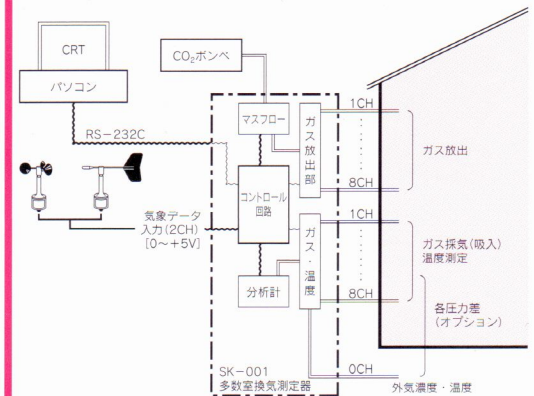 CRT
パソコン
CO₂ボンベ
RS-232C
マスフロー
ガス放出部
1CH
8CH
ガス放出
コントロール
回路
気象データ
入力(2CH)
[0〜+5V]
分析計
ガス・温度
1CH
8CH
ガス採気(吸入)
温度測定
各圧力差
(オプション)
0CH
外気濃度・温度
SK-001
多数室換気測定器